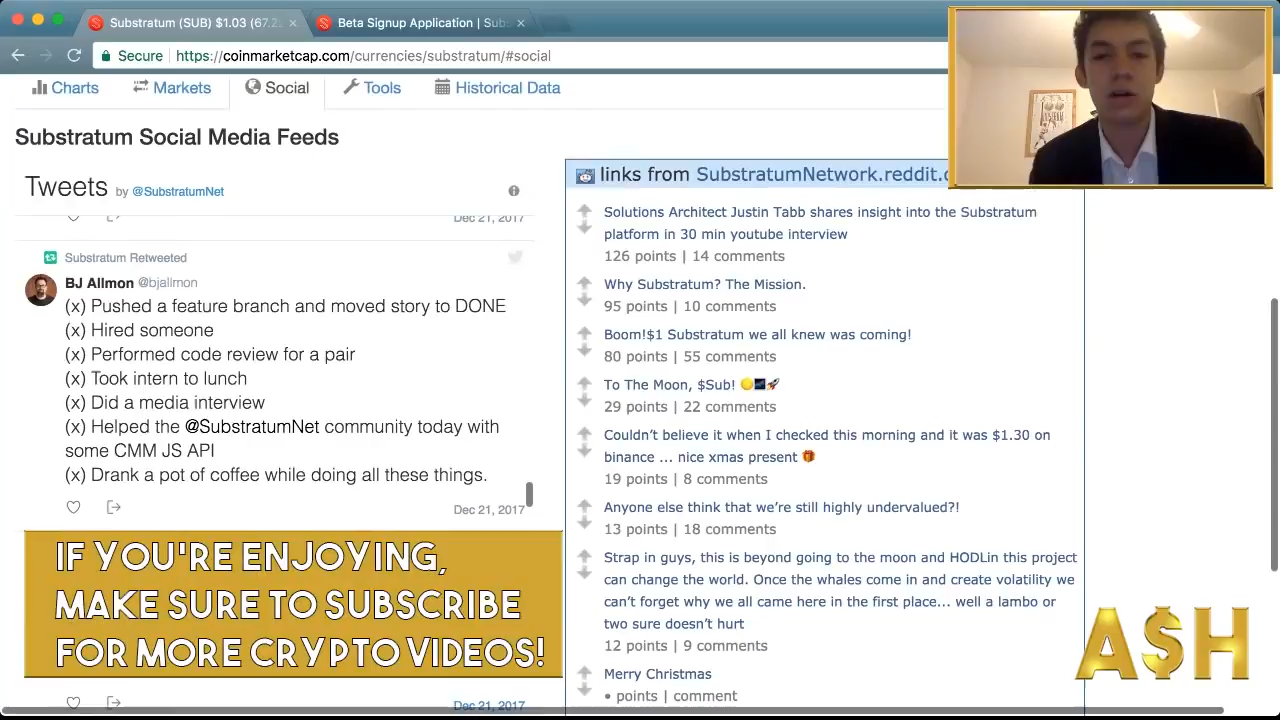 Substratum (SUB) $1.03 (67.2
Beta Signup Application | Sub
Secure
https://coinmarketcap.com/currencies/substratum/#social
Charts
Markets
Social
Tools
Historical Data
Substratum Social Media Feeds
Tweets by @SubstratumNet
Dec 21, 2017
Substratum Retweeted
BJ Allmon @bjallmon
(x) Pushed a feature branch and moved story to DONE
(x) Hired someone
(x) Performed code review for a pair
(x) Took intern to lunch
(x) Did a media interview
(x) Helped the @SubstratumNet community today with
some CMM JS API
(x) Drank a pot of coffee while doing all these things.
Dec 21, 2017
IF YOU'RE ENJOYING,
MAKE SURE TO SUBSCRIBE
FOR MORE CRYPTO VIDEOS!
Dec 21, 2017
links from SubstratumNetwork.reddit.c
Solutions Architect Justin Tabb shares insight into the Substratum
platform in 30 min youtube interview
126 points | 14 comments
Why Substratum? The Mission.
95 points | 10 comments
Boom!$1 Substratum we all knew was coming!
80 points | 55 comments
To The Moon, $Sub! 🌕🌌🚀
29 points | 22 comments
Couldn't believe it when I checked this morning and it was $1.30 on
binance ... nice xmas present 🎁
19 points | 8 comments
Anyone else think that we're still highly undervalued?!
13 points | 18 comments
Strap in guys, this is beyond going to the moon and HODLin this project
can change the world. Once the whales come in and create volatility we
can't forget why we all came here in the first place... well a lambo or
two sure doesn't hurt
12 points | 9 comments
Merry Christmas
• points | comment
A$H